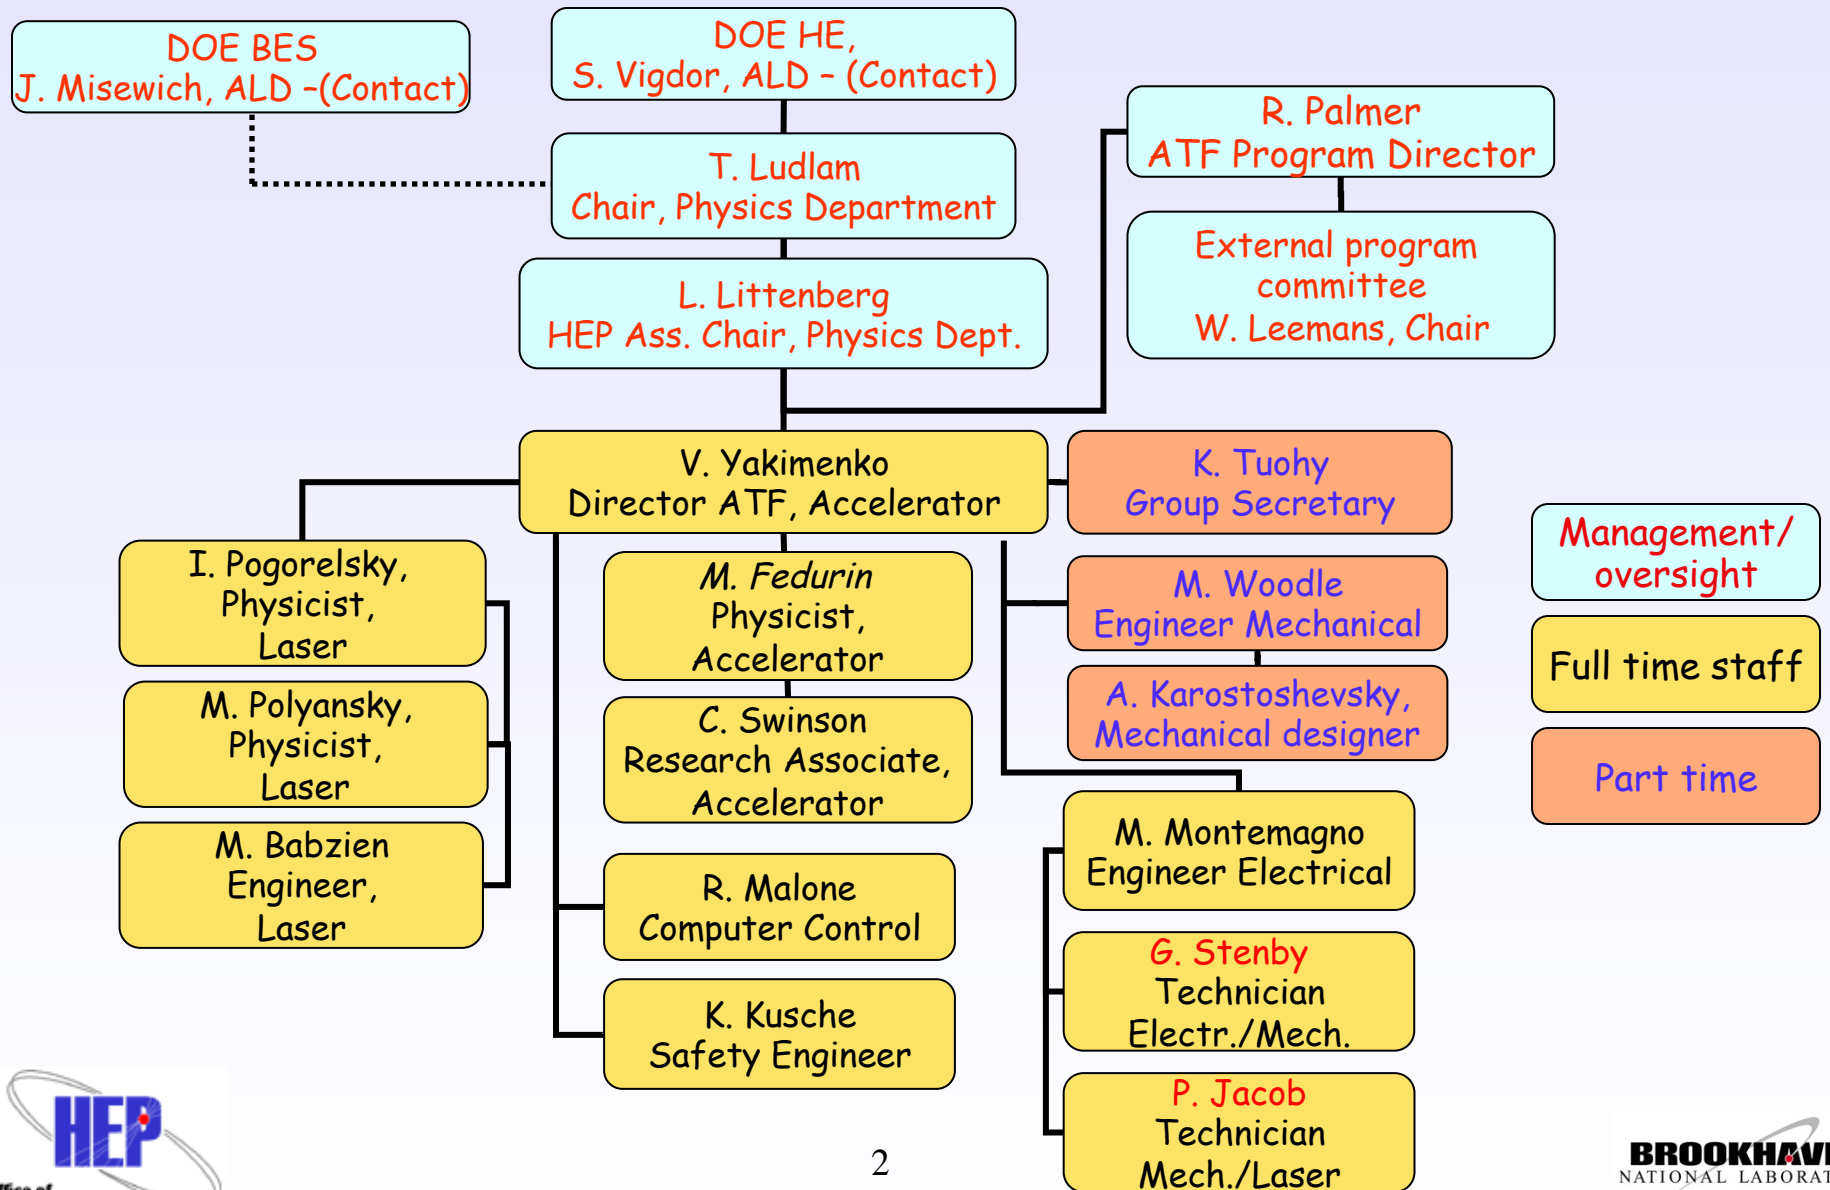 DOE BES
J. Misewich, ALD –(Contact)
DOE HE,
S. Vigdor, ALD – (Contact)
R. Palmer
ATF Program Director
T. Ludlam
Chair, Physics Department
External program
committee
W. Leemans, Chair
L. Littenberg
HEP Ass. Chair, Physics Dept.
V. Yakimenko
Director ATF, Accelerator
K. Tuohy
Group Secretary
I. Pogorelsky,
Physicist,
Laser
M. Polyansky,
Physicist,
Laser
M. Babzien
Engineer,
Laser
M. Fedurin
Physicist,
Accelerator
C. Swinson
Research Associate,
Accelerator
R. Malone
Computer Control
K. Kusche
Safety Engineer
M. Woodle
Engineer Mechanical
A. Karostoshevsky,
Mechanical designer
M. Montemagno
Engineer Electrical
G. Stenby
Technician
Electr./Mech.
P. Jacob
Technician
Mech./Laser
Management/
oversight
Full time staff
Part time
HEP
2